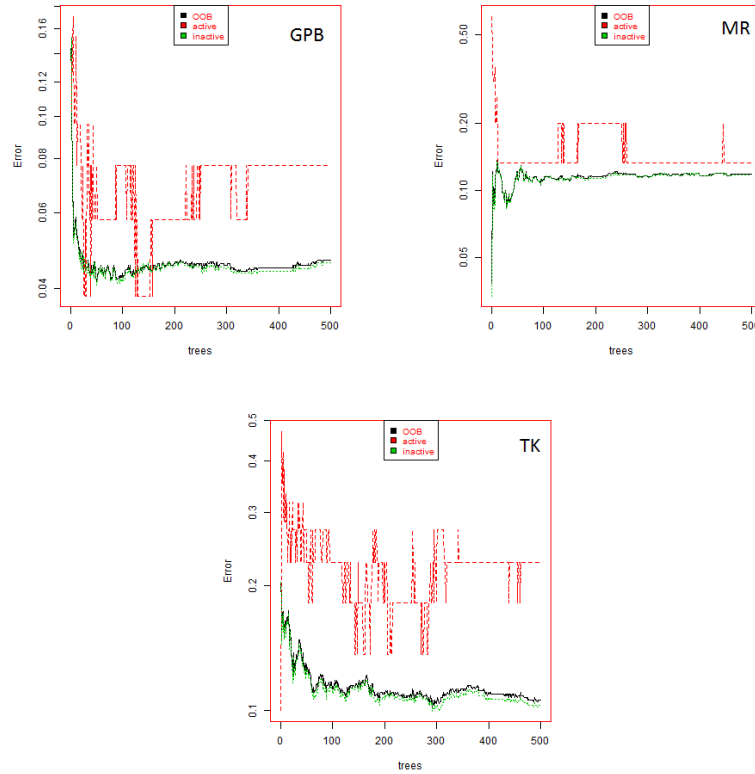 GPB
OOB
active
inactive
Error
0.16
0.12
0.10
0.08
0.06
0.04
0 100 200 300 400 500
trees
MR
OOB
active
inactive
Error
0.50
0.20
0.10
0.05
0 100 200 300 400 500
trees
TK
OOB
active
inactive
Error
0.5
0.4
0.3
0.2
0.1
0 100 200 300 400 500
trees